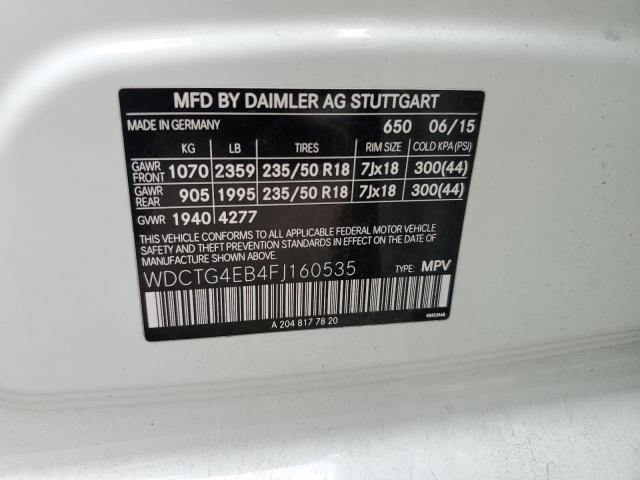 MFD BY DAIMLER AG STUTTGART
MADE IN GERMANY 650 06/15
KG LB TIRES RIM SIZE COLD KPA (PSI)
GAWR FRONT 1070 2359 235/50 R18 7Jx18 300(44)
GAWR REAR 905 1995 235/50 R18 7Jx18 300(44)
GVWR 1940 4277
THIS VEHICLE CONFORMS TO ALL APPLICABLE FEDERAL MOTOR VEHICLE
SAFETY AND THEFT PREVENTION STANDARDS IN EFFECT ON THE DATE OF
MANUFACTURE SHOWN ABOVE.
WDCTG4EB4FJ160535 TYPE: MPV
A 204 817 78 20